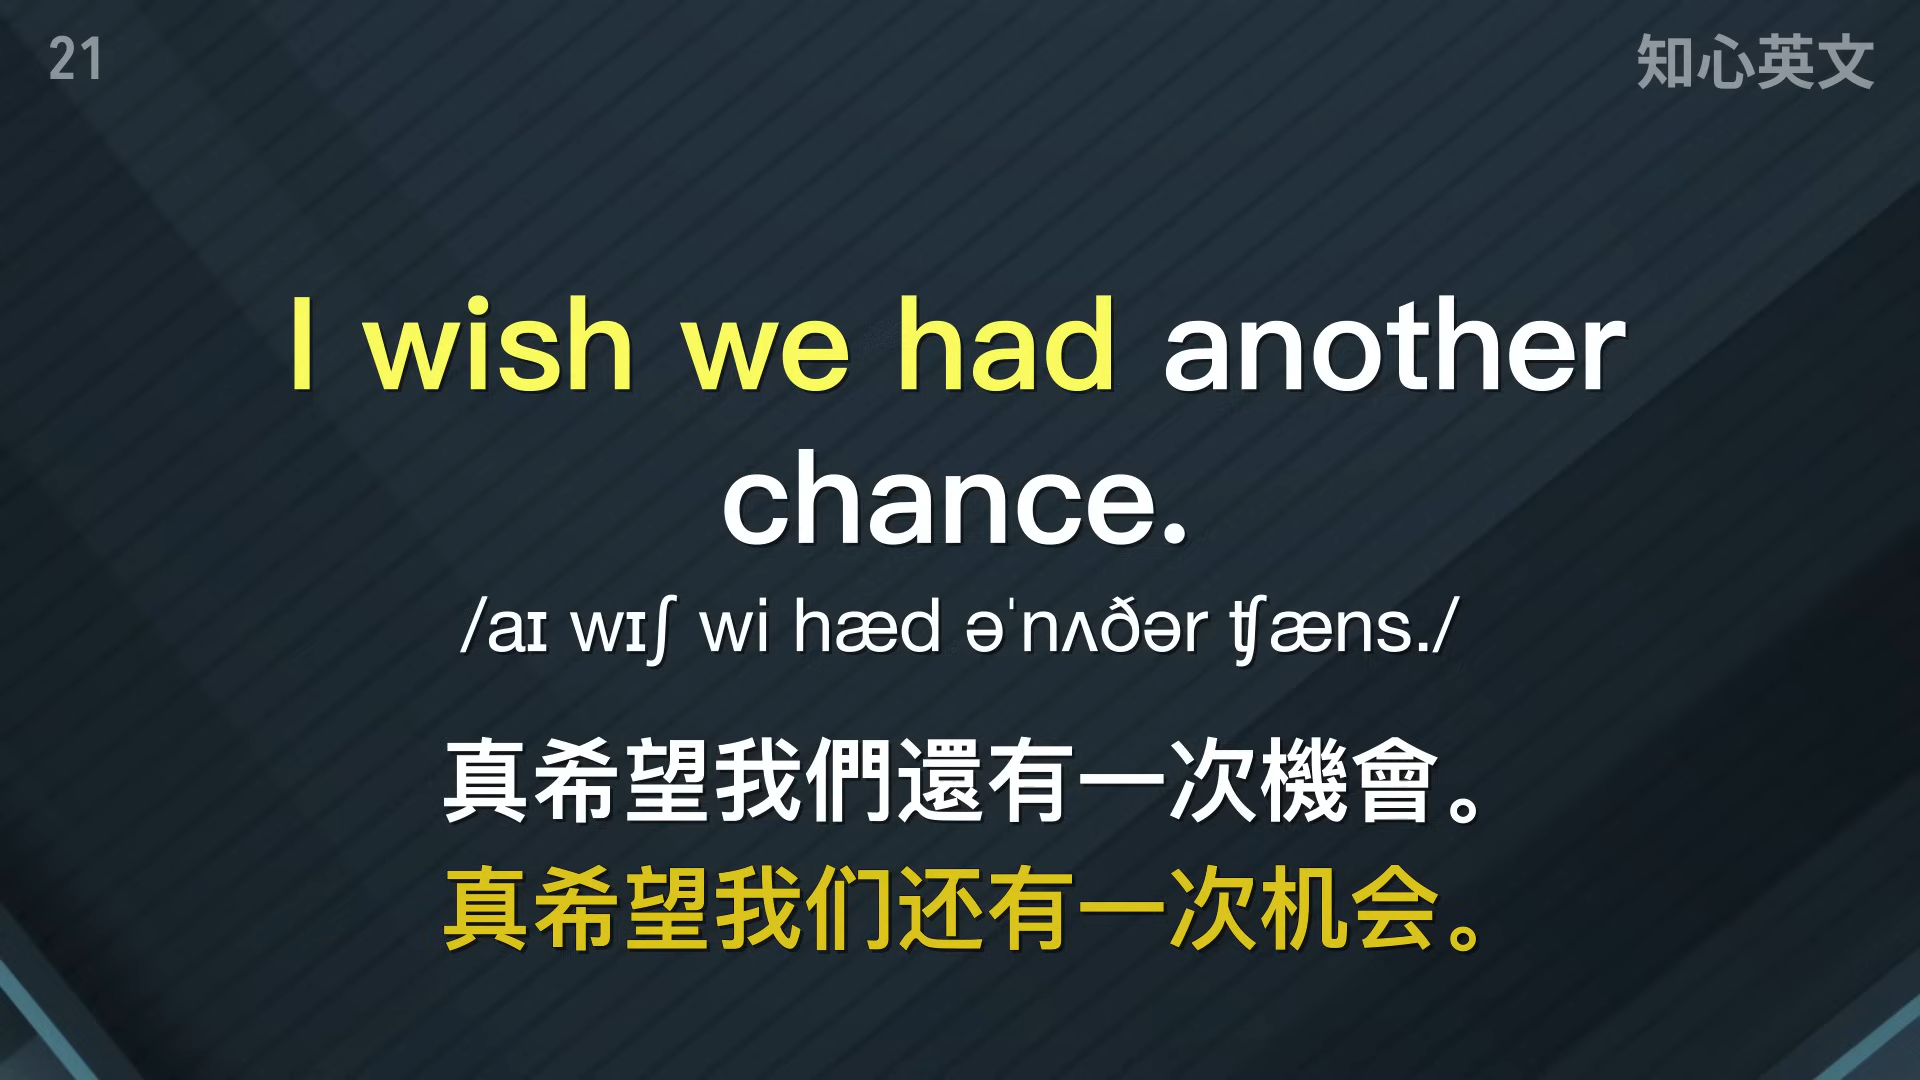 21
知心英文
I wish we had another
chance.
/aɪ wɪʃ wi hæd əˈnʌðər ʧæns./
真希望我們還有一次機會。
真希望我们还有一次机会。